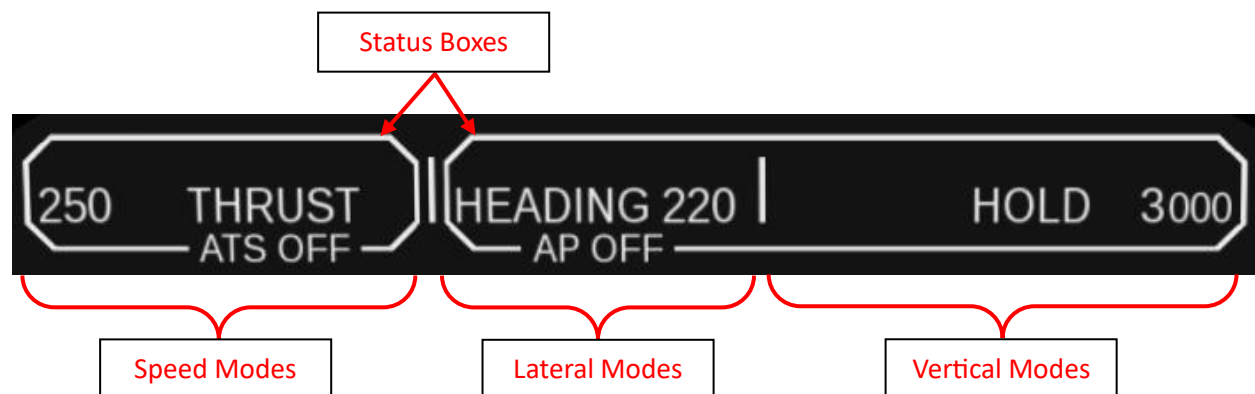 Status Boxes
250 THRUST HEADING 220 HOLD 3000
ATS OFF AP OFF
Speed Modes Lateral Modes Vertical Modes